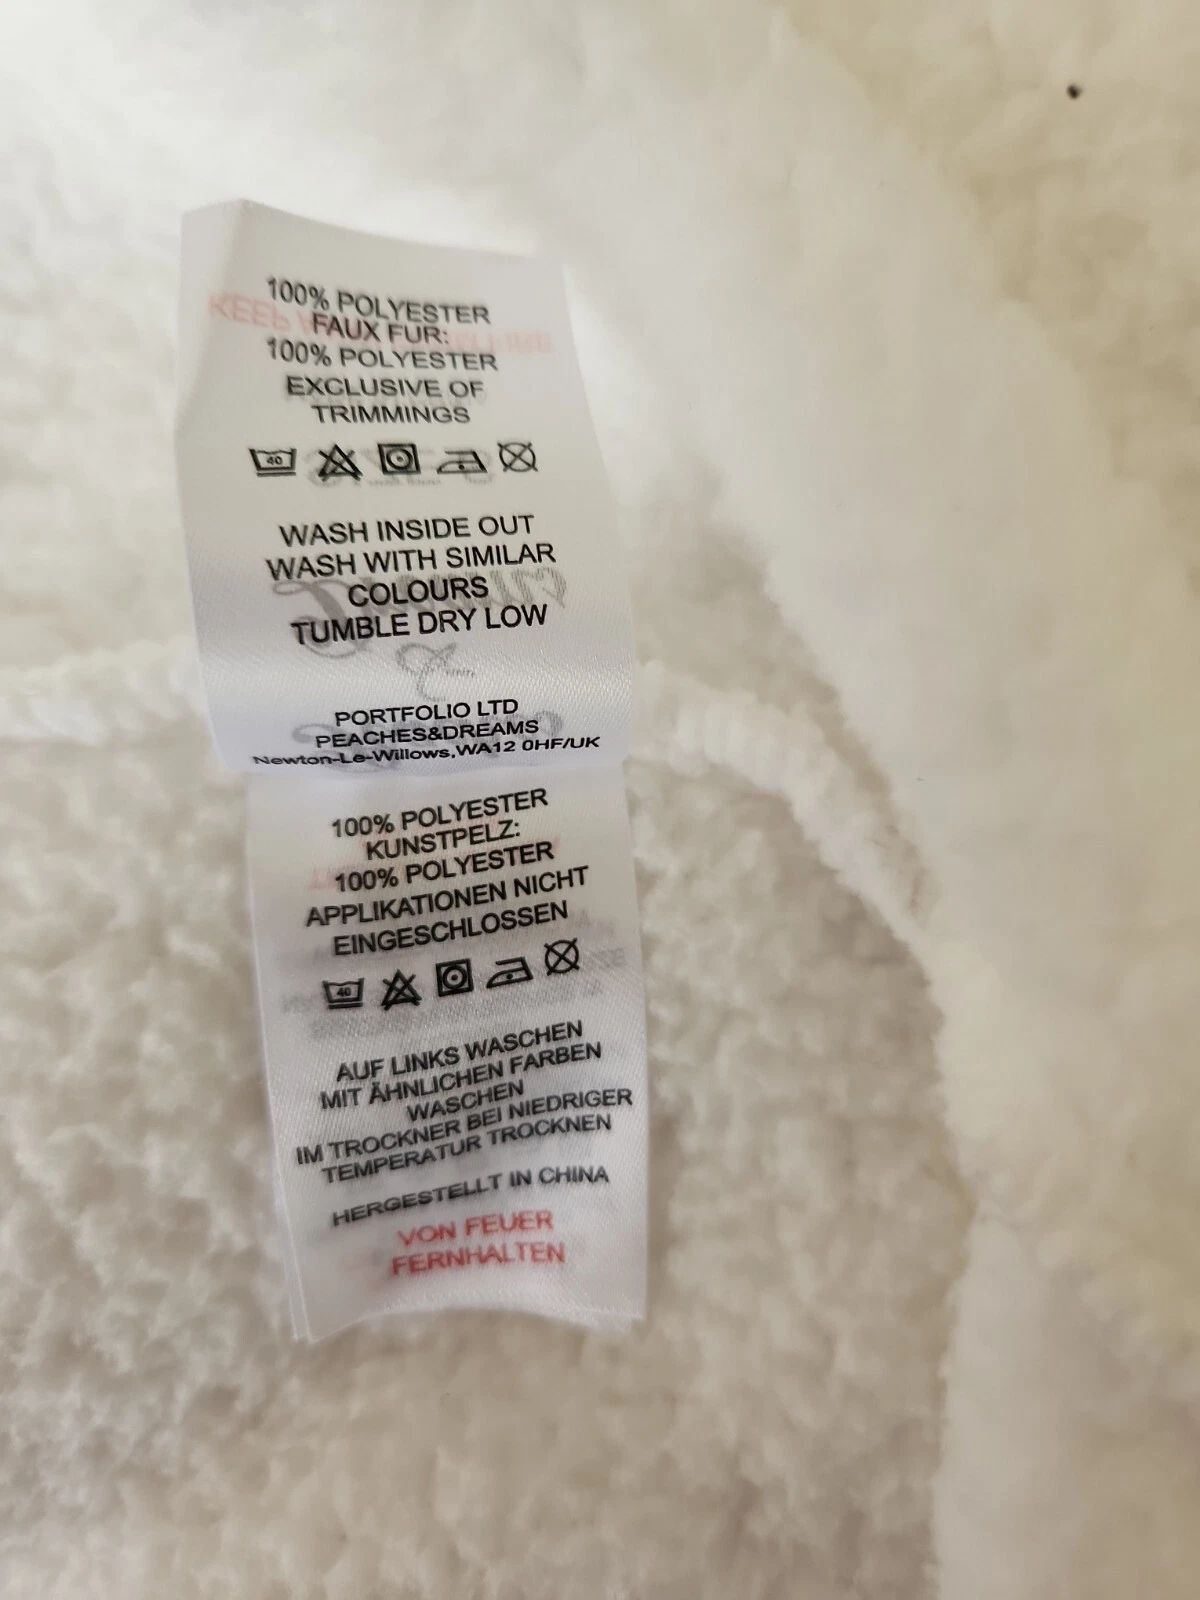 100% POLYESTER
FAUX FUR:
100% POLYESTER
EXCLUSIVE OF
TRIMMINGS
40
WASH INSIDE OUT
WASH WITH SIMILAR
COLOURS
TUMBLE DRY LOW
PORTFOLIO LTD
PEACHES&DREAMS
Newton-Le-Willows,WA12 0HF/UK
100% POLYESTER
KUNSTPELZ:
100% POLYESTER
APPLIKATIONEN NICHT
EINGESCHLOSSEN
40
AUF LINKS WASCHEN
MIT ÄHNLICHEN FARBEN
WASCHEN
IM TROCKNER BEI NIEDRIGER
TEMPERATUR TROCKNEN
HERGESTELLT IN CHINA
VON FEUER
FERNHALTEN